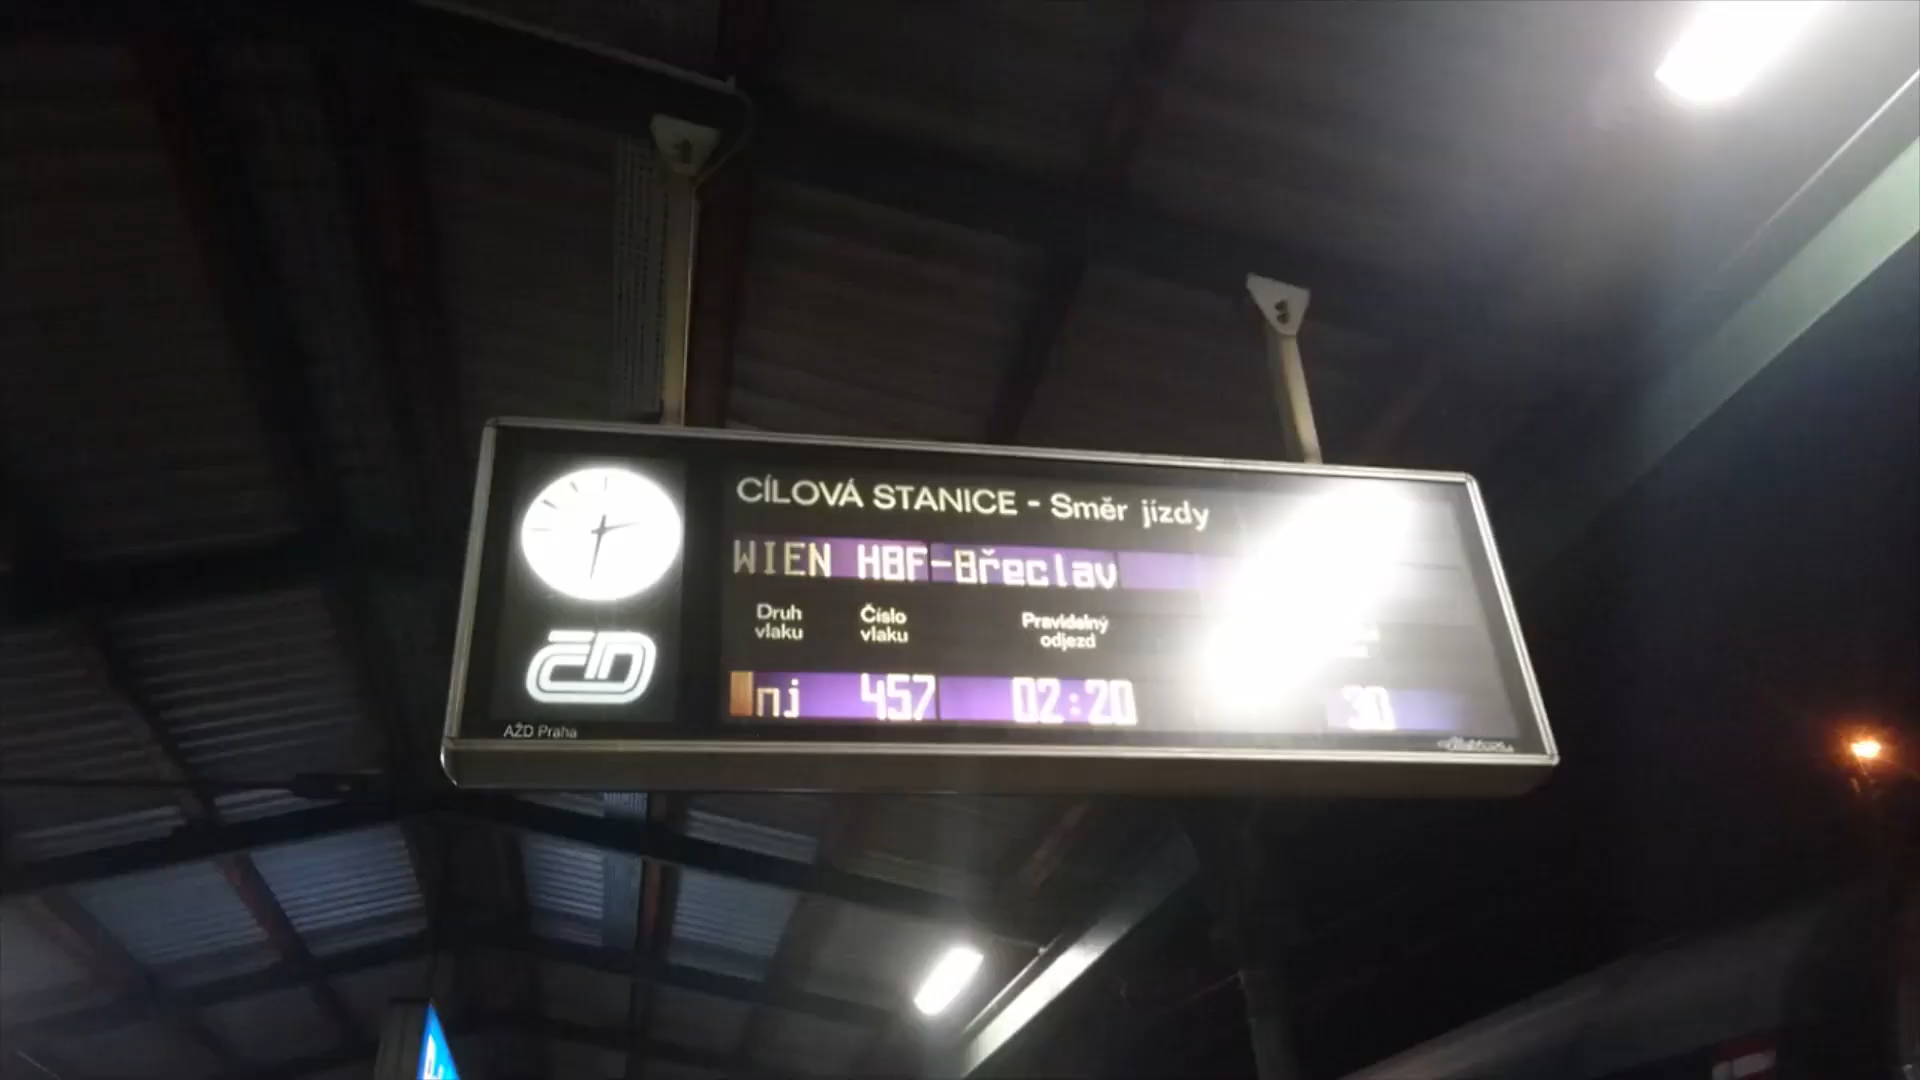 CÍLOVÁ STANICE - Směr jízdy
WIEN HBF-Břeclav
Druh vlaku
Číslo vlaku
Pravidelný odjezd
nj 457 02:20 30
ČD
AŽD Praha